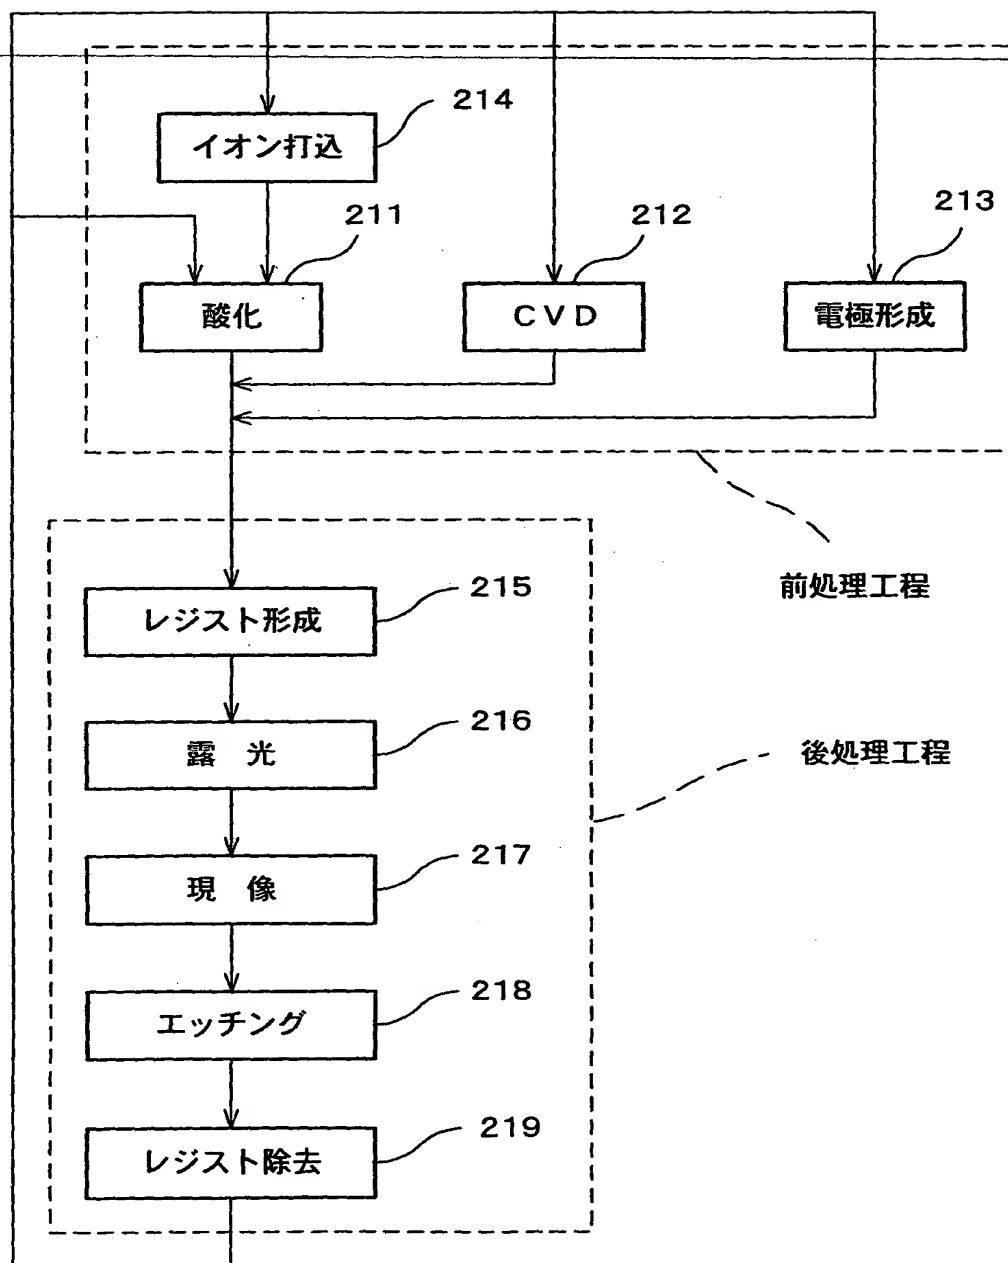 214
イオン打込
211
212
213
酸化
CVD
電極形成
前処理工程
215
レジスト形成
216
露 光
後処理工程
217
現 像
218
エッチング
219
レジスト除去